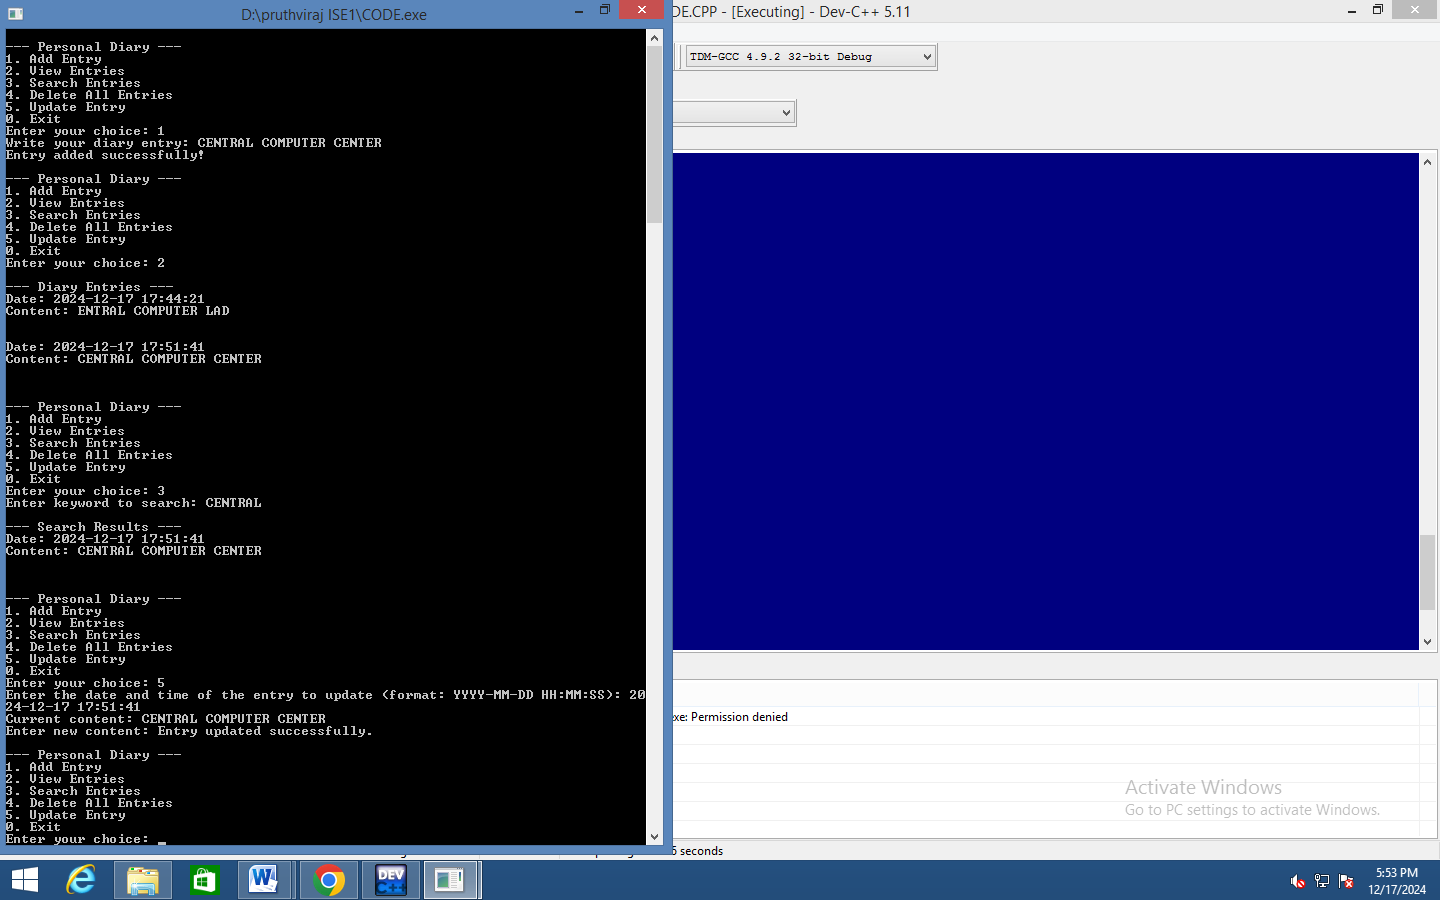 D:\pruthviraj ISE1\CODE.exe
--- Personal Diary ---
1. Add Entry
2. View Entries
3. Search Entries
4. Delete All Entries
5. Update Entry
0. Exit
Enter your choice: 1
Write your diary entry: CENTRAL COMPUTER CENTER
Entry added successfully!
--- Personal Diary ---
1. Add Entry
2. View Entries
3. Search Entries
4. Delete All Entries
5. Update Entry
0. Exit
Enter your choice: 2
--- Diary Entries ---
Date: 2024-12-17 17:44:21
Content: ENTRAL COMPUTER LAD
Date: 2024-12-17 17:51:41
Content: CENTRAL COMPUTER CENTER
--- Personal Diary ---
1. Add Entry
2. View Entries
3. Search Entries
4. Delete All Entries
5. Update Entry
0. Exit
Enter your choice: 3
Enter keyword to search: CENTRAL
--- Search Results ---
Date: 2024-12-17 17:51:41
Content: CENTRAL COMPUTER CENTER
--- Personal Diary ---
1. Add Entry
2. View Entries
3. Search Entries
4. Delete All Entries
5. Update Entry
0. Exit
Enter your choice: 5
Enter the date and time of the entry to update (format: YYYY-MM-DD HH:MM:SS): 20
24-12-17 17:51:41
Current content: CENTRAL COMPUTER CENTER
Enter new content: Entry updated successfully.
--- Personal Diary ---
1. Add Entry
2. View Entries
3. Search Entries
4. Delete All Entries
5. Update Entry
0. Exit
Enter your choice: _
DE.CPP - [Executing] - Dev-C++ 5.11
TDM-GCC 4.9.2 32-bit Debug
xe: Permission denied
Activate Windows
Go to PC settings to activate Windows.
seconds
DEV
C++
5:53 PM
12/17/2024